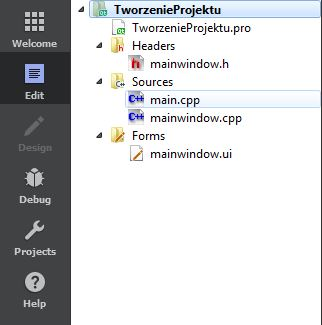 Welcome
Edit
Design
Debug
Projects
Help
TworzenieProjektu
TworzenieProjektu.pro
Headers
mainwindow.h
Sources
main.cpp
mainwindow.cpp
Forms
mainwindow.ui